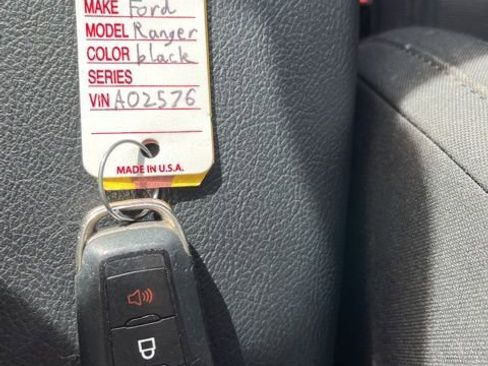 MAKE Ford
MODEL Ranger
COLOR black
SERIES
VIN A02576
MADE IN U.S.A.